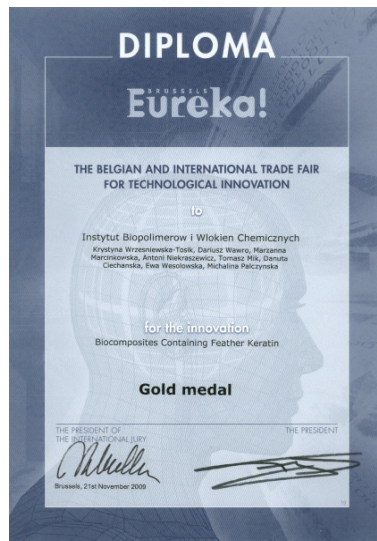 DIPLOMA
BRUSSELS
Eureka!
THE BELGIAN AND INTERNATIONAL TRADE FAIR
FOR TECHNOLOGICAL INNOVATION
to
Instytut Biopolimerow i Wlokien Chemicznych
Krystyna Wrzesniewska-Tosik, Dariusz Wawro, Marzanna
Marcinkowska, Antoni Niekraszewicz, Tomasz Mik, Danuta
Ciechanska, Ewa Wesolowska, Michalina Palczynska
for the innovation
Biocomposites Containing Feather Keratin
Gold medal
THE PRESIDENT OF
THE INTERNATIONAL JURY
THE PRESIDENT
Brussels, 21st November 2009